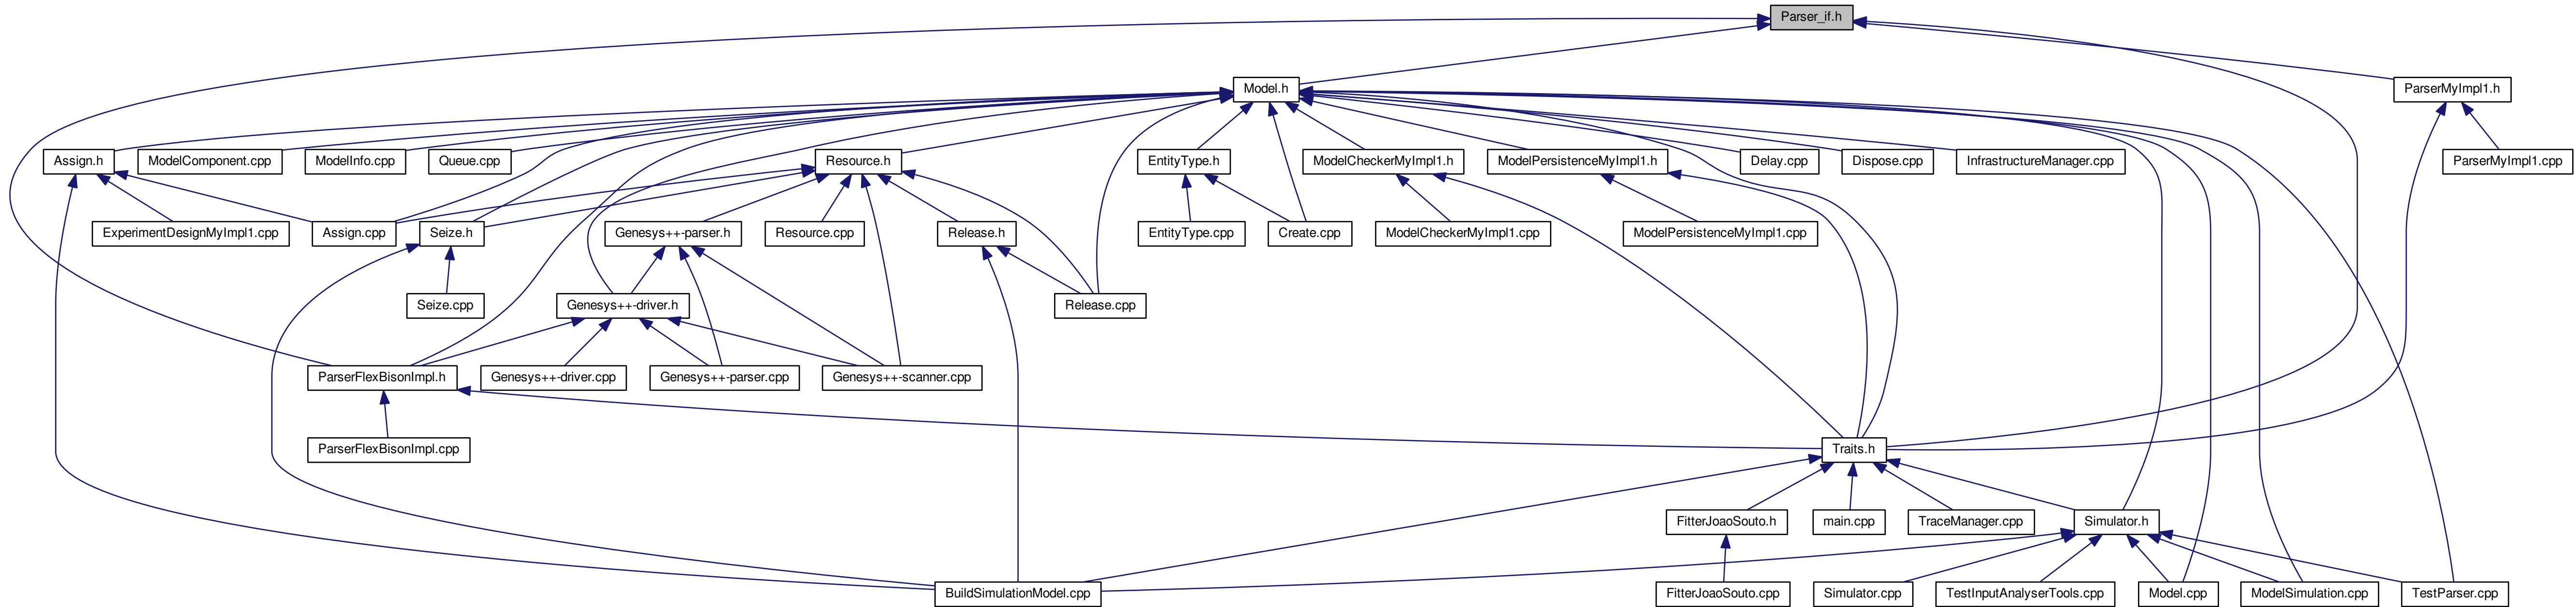 Parser_if.h
Model.h
ParserMyImpl1.h
Assign.h
ModelComponent.cpp
ModelInfo.cpp
Queue.cpp
Resource.h
EntityType.h
ModelCheckerMyImpl1.h
ModelPersistenceMyImpl1.h
Delay.cpp
Dispose.cpp
InfrastructureManager.cpp
ParserMyImpl1.cpp
ExperimentDesignMyImpl1.cpp
Assign.cpp
Seize.h
Genesys++-parser.h
Resource.cpp
Release.h
EntityType.cpp
Create.cpp
ModelCheckerMyImpl1.cpp
ModelPersistenceMyImpl1.cpp
Seize.cpp
Genesys++-driver.h
Release.cpp
ParserFlexBisonImpl.h
Genesys++-driver.cpp
Genesys++-parser.cpp
Genesys++-scanner.cpp
ParserFlexBisonImpl.cpp
Traits.h
FitterJoaoSouto.h
main.cpp
TraceManager.cpp
Simulator.h
BuildSimulationModel.cpp
FitterJoaoSouto.cpp
Simulator.cpp
TestInputAnalyserTools.cpp
Model.cpp
ModelSimulation.cpp
TestParser.cpp